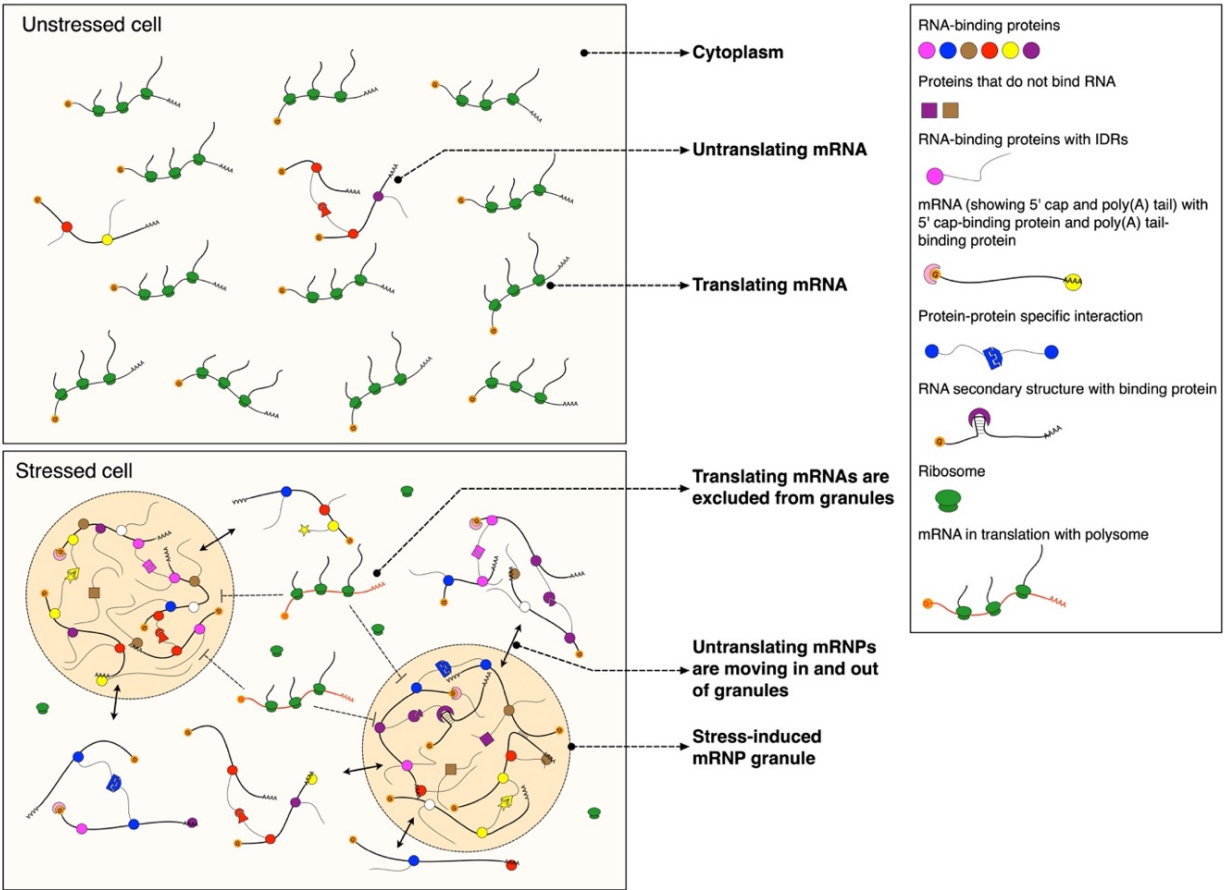 Unstressed cell
Cytoplasm
Untranslating mRNA
Translating mRNA
Stressed cell
Translating mRNAs are
excluded from granules
Untranslating mRNPs
are moving in and out
of granules
Stress-induced
mRNP granule
RNA-binding proteins
Proteins that do not bind RNA
RNA-binding proteins with IDRs
mRNA (showing 5' cap and poly(A) tail) with
5' cap-binding protein and poly(A) tail-
binding protein
G
AAAA
Protein-protein specific interaction
RNA secondary structure with binding protein
G
AAAA
Ribosome
mRNA in translation with polysome
G
AAAA